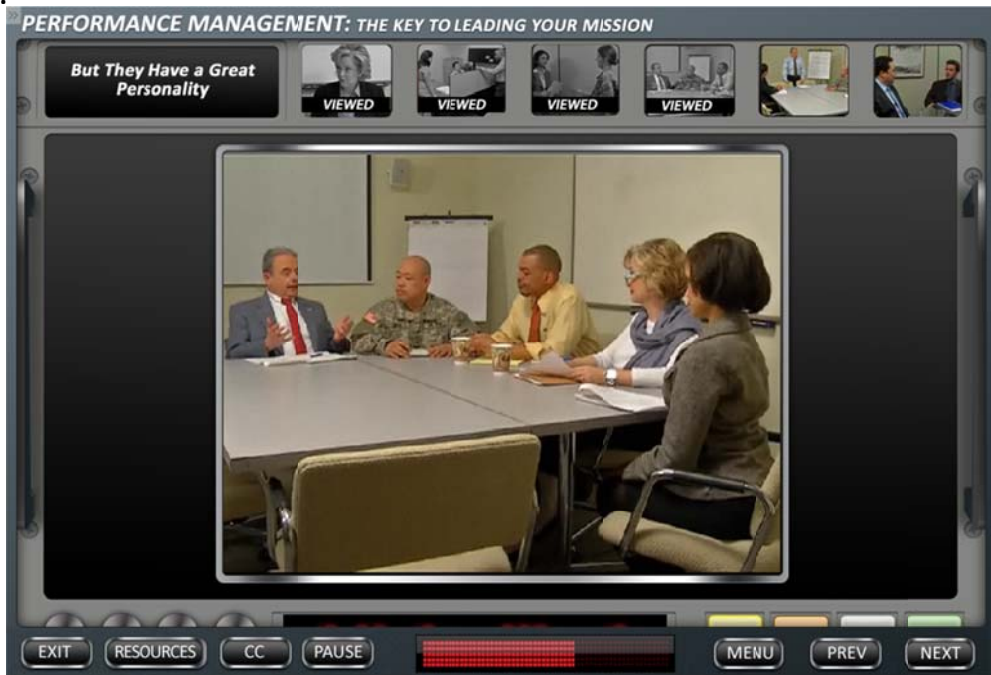 PERFORMANCE MANAGEMENT: THE KEY TO LEADING YOUR MISSION
But They Have a Great
Personality
VIEWED
VIEWED
VIEWED
VIEWED
EXIT
RESOURCES
CC
PAUSE
MENU
PREV
NEXT